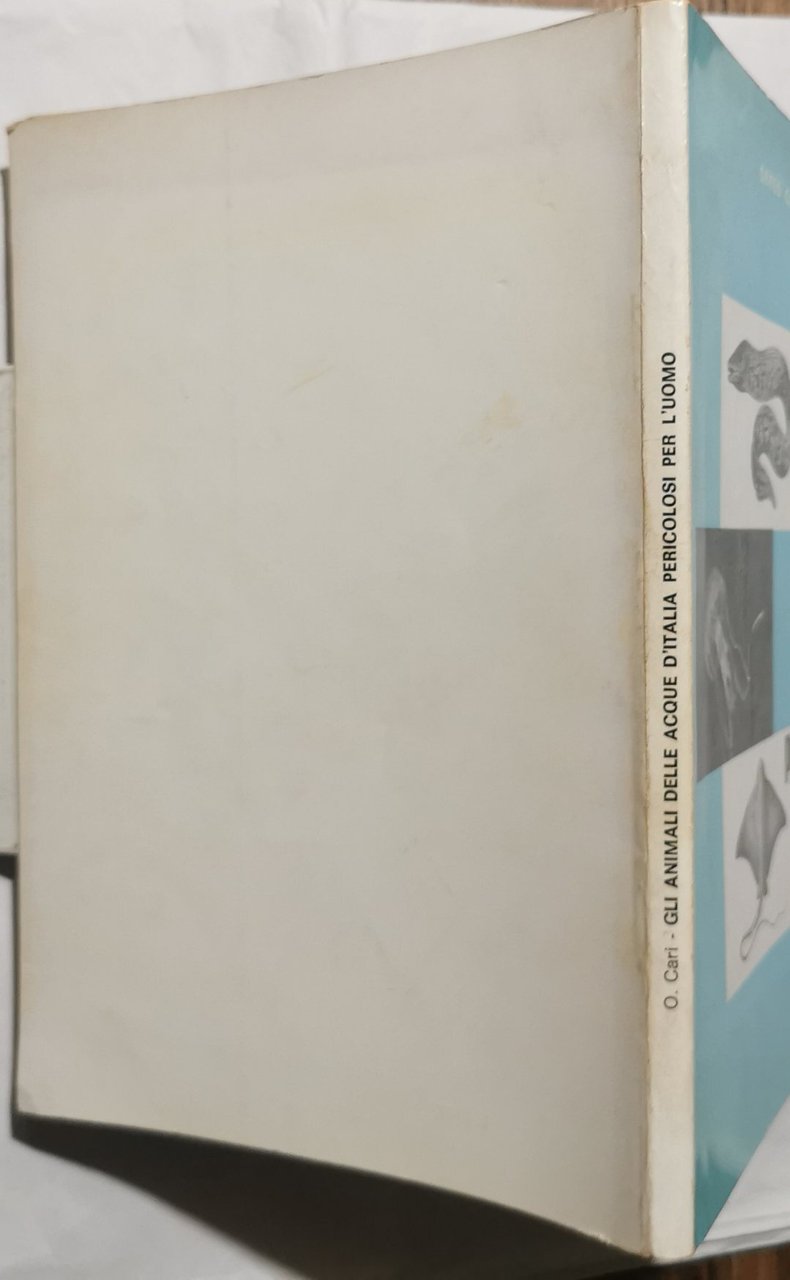 O. Cari - GLI ANIMALI DELLE ACQUE D'ITALIA PERICOLOSI PER L'UOMO